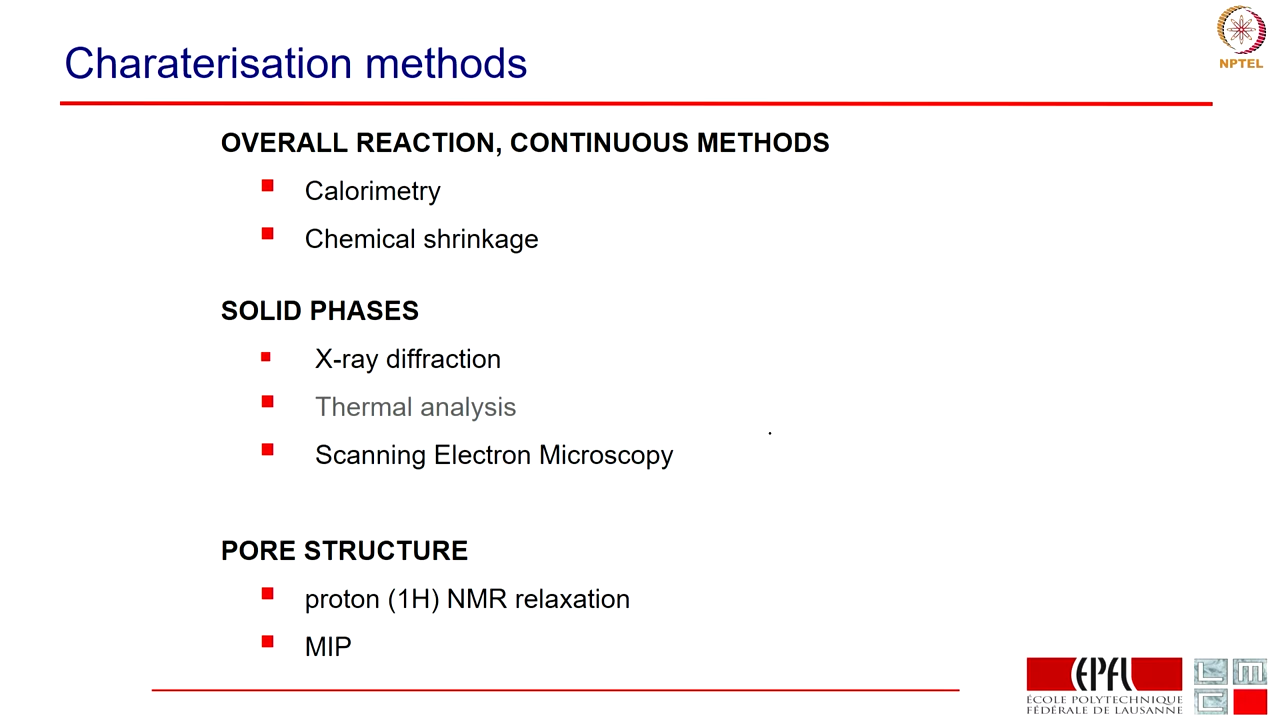 Charaterisation methods
NPTEL
OVERALL REACTION, CONTINUOUS METHODS
Calorimetry
Chemical shrinkage
SOLID PHASES
X-ray diffraction
Thermal analysis
Scanning Electron Microscopy
PORE STRUCTURE
proton (1H) NMR relaxation
MIP
EPFL
ÉCOLE POLYTECHNIQUE
FÉDÉRALE DE LAUSANNE
LMC